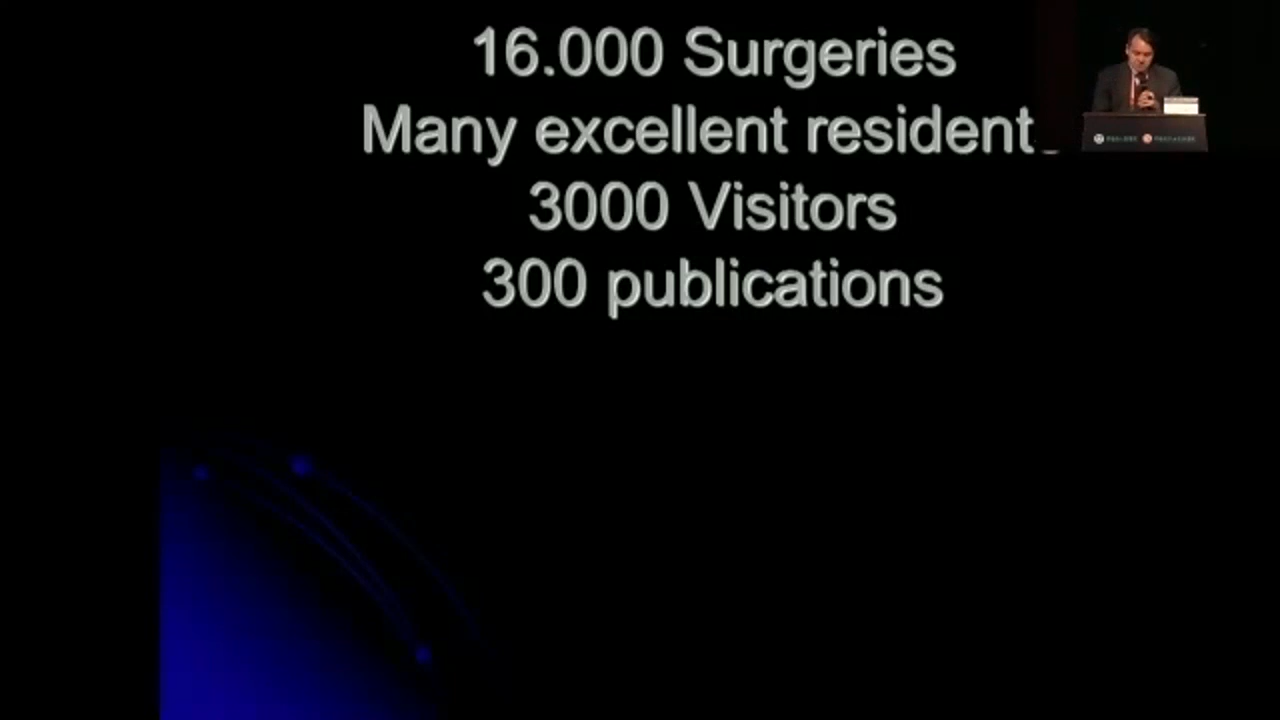 16.000 Surgeries
Many excellent resident
3000 Visitors
300 publications